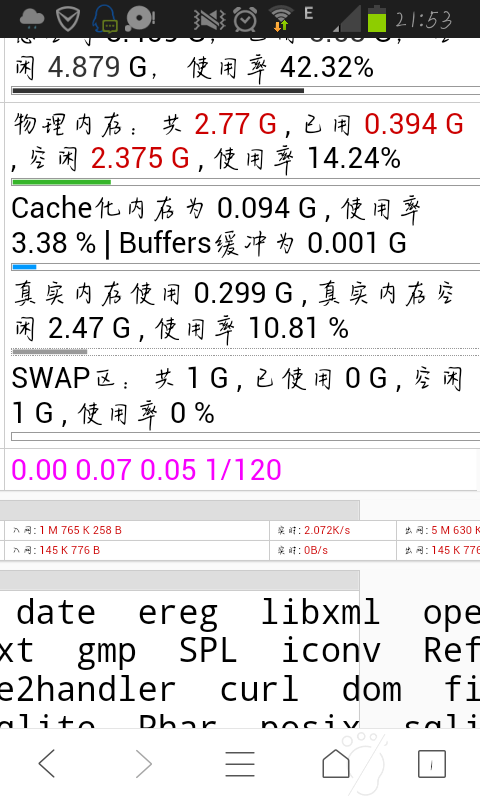 E 21:53
闲 4.879 G， 使用率 42.32%
物理内存：共 2.77 G , 已用 0.394 G
, 空闲 2.375 G , 使用率 14.24%
Cache化内存为 0.094 G , 使用率
3.38 % | Buffers缓冲为 0.001 G
真实内存使用 0.299 G , 真实内存空
闲 2.47 G , 使用率 10.81 %
SWAP区：共 1 G , 已使用 0 G , 空闲
1 G , 使用率 0 %
0.00 0.07 0.05 1/120
入网: 1 M 765 K 258 B 实时: 2.072K/s 出网: 5 M 630 K
入网: 145 K 776 B 实时: 0B/s 出网: 145 K 776
date ereg libxml ope
xt gmp SPL iconv Ref
e2handler curl dom fi
qlite Phar posix sqli